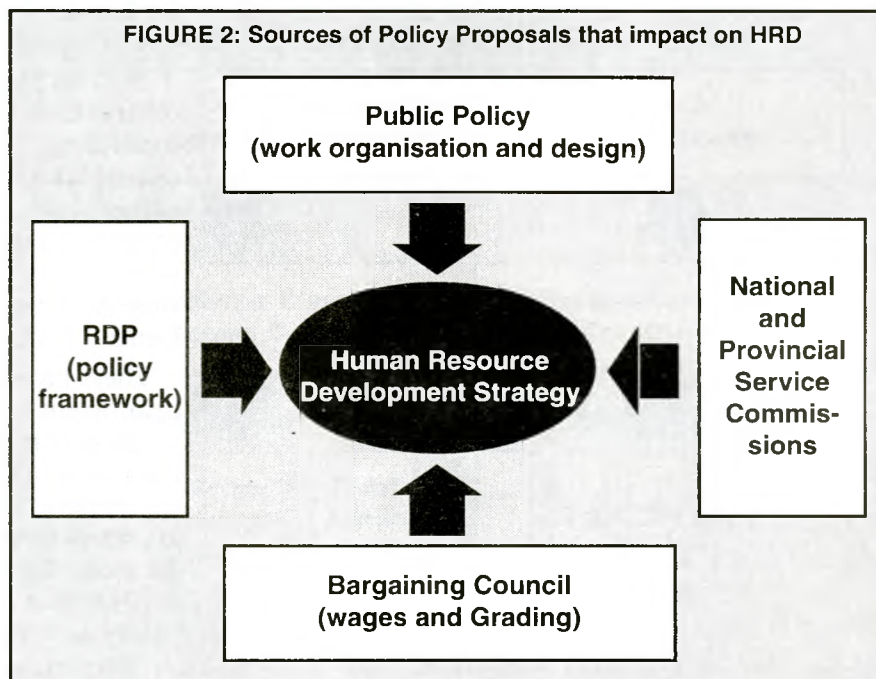 FIGURE 2: Sources of Policy Proposals that impact on HRD
Public Policy
(work organisation and design)
RDP
(policy
framework)
Human Resource
Development Strategy
National
and
Provincial
Service
Commis-
sions
Bargaining Council
(wages and Grading)